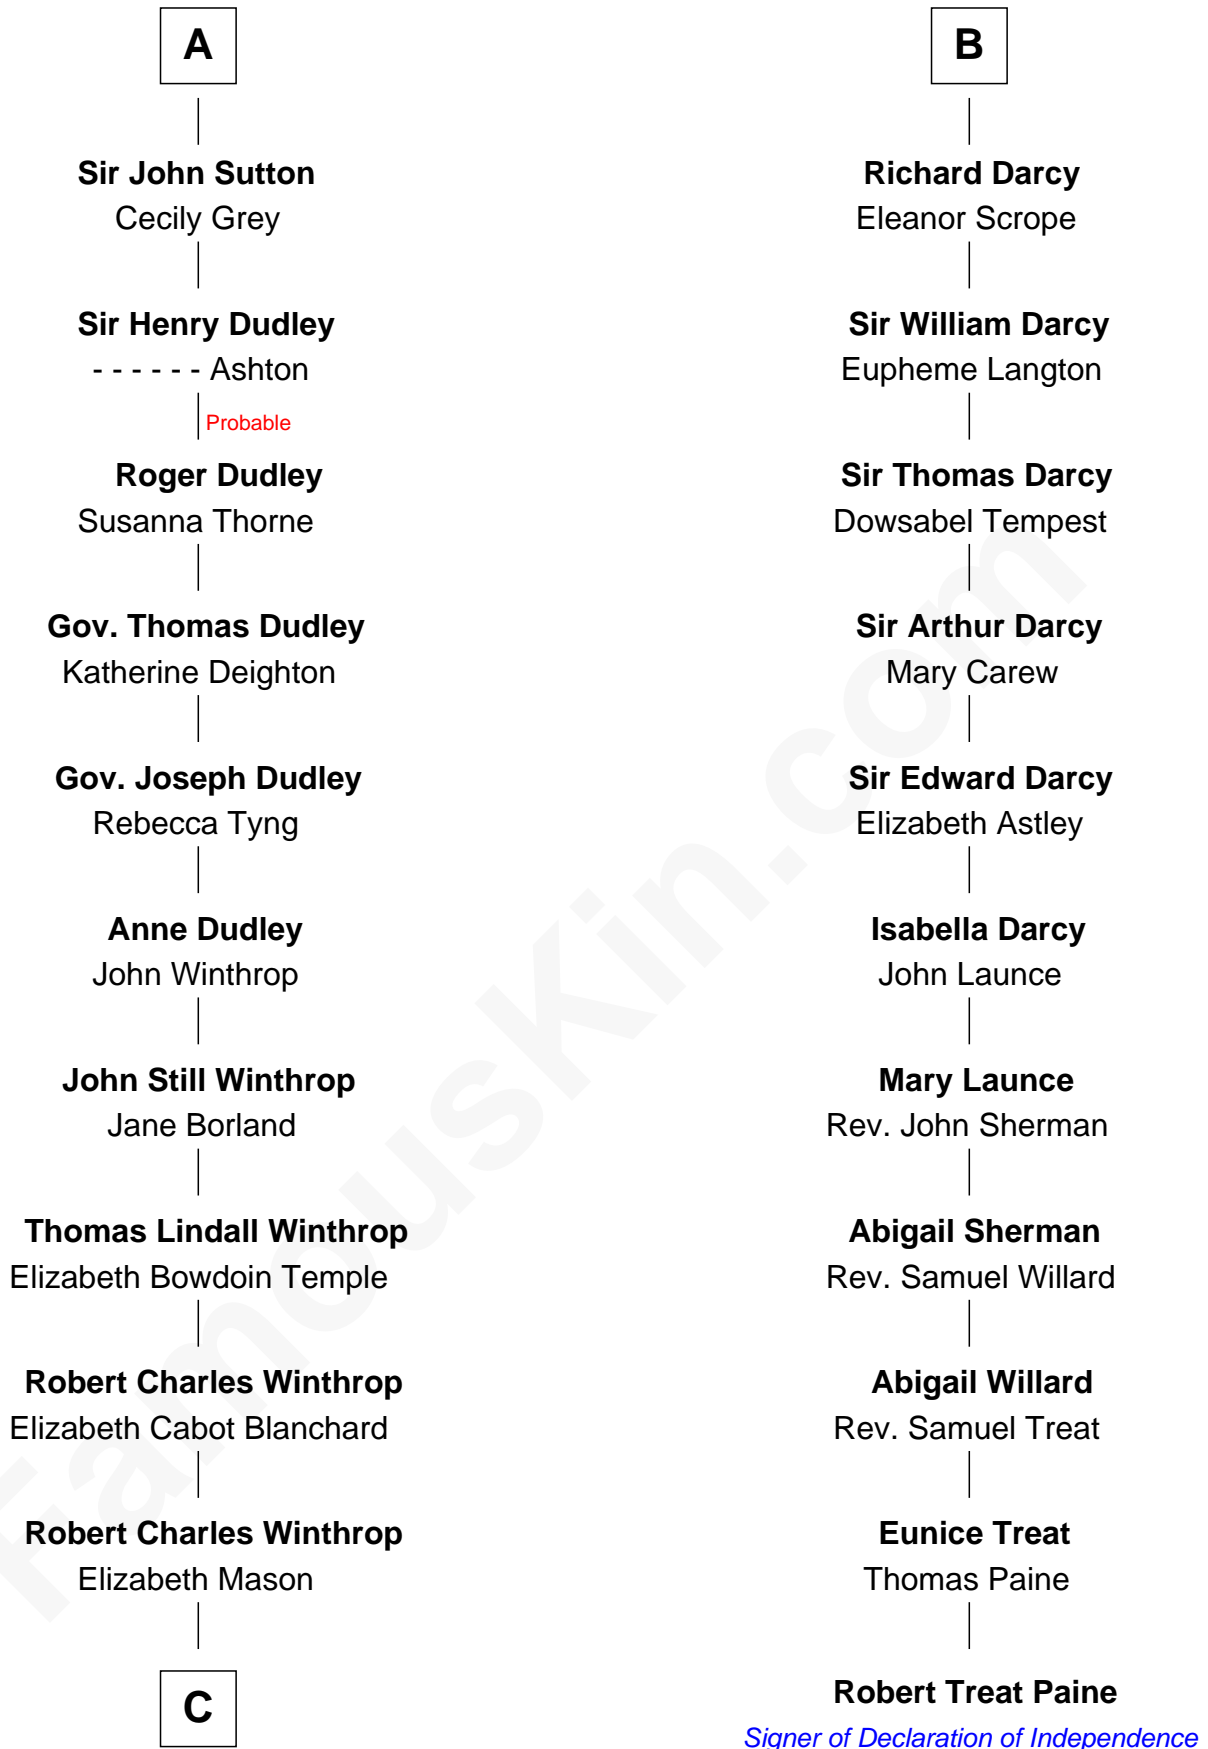 A
Sir John Sutton
Cecily Grey
Sir Henry Dudley
- - - - - - Ashton
Probable
Roger Dudley
Susanna Thorne
Gov. Thomas Dudley
Katherine Deighton
Gov. Joseph Dudley
Rebecca Tyng
Anne Dudley
John Winthrop
John Still Winthrop
Jane Borland
Thomas Lindall Winthrop
Elizabeth Bowdoin Temple
Robert Charles Winthrop
Elizabeth Cabot Blanchard
Robert Charles Winthrop
Elizabeth Mason
C
B
Richard Darcy
Eleanor Scrope
Sir William Darcy
Eupheme Langton
Sir Thomas Darcy
Dowsabel Tempest
Sir Arthur Darcy
Mary Carew
Sir Edward Darcy
Elizabeth Astley
Isabella Darcy
John Launce
Mary Launce
Rev. John Sherman
Abigail Sherman
Rev. Samuel Willard
Abigail Willard
Rev. Samuel Treat
Eunice Treat
Thomas Paine
Robert Treat Paine
Signer of Declaration of Independence
FamousKin.com